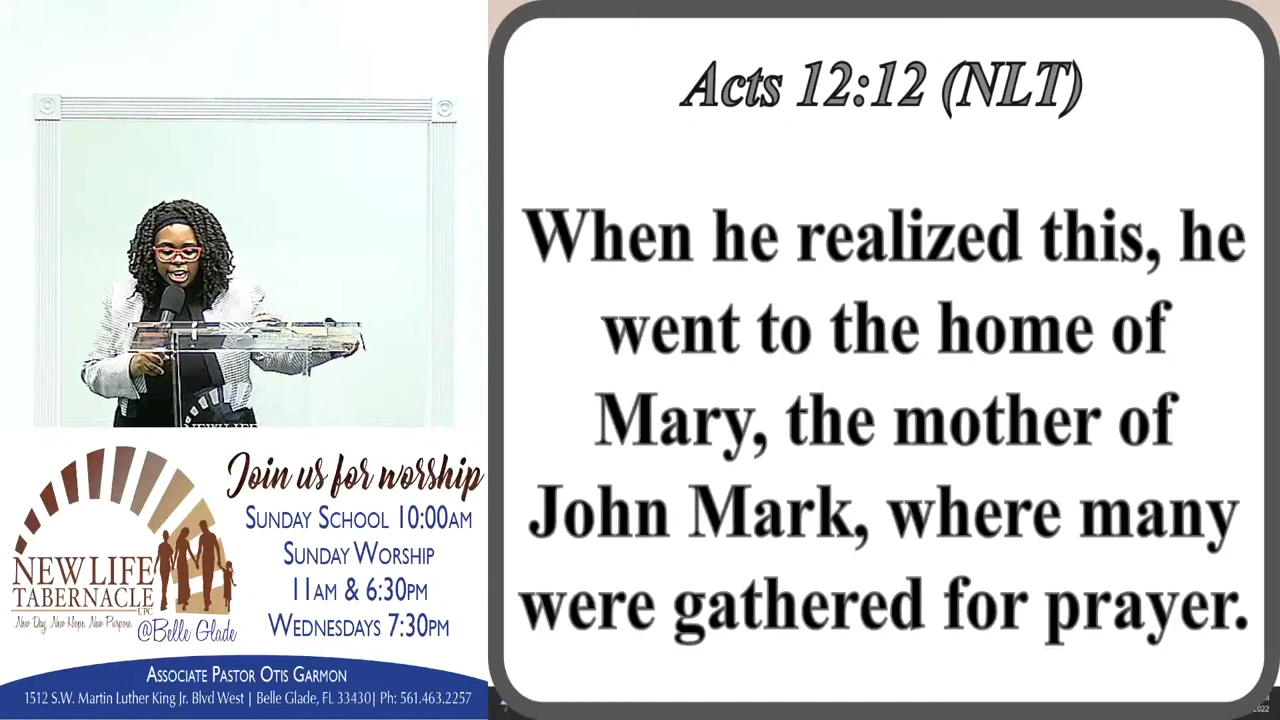 Acts 12:12 (NLT)
When he realized this, he
went to the home of
Mary, the mother of
John Mark, where many
were gathered for prayer.
Join us for worship
SUNDAY SCHOOL 10:00AM
SUNDAY WORSHIP
11AM & 6:30PM
WEDNESDAYS 7:30PM
NEW LIFE
TABERNACLE
UPC
New Day. New Hope. New Purpose.
@Belle Glade
ASSOCIATE PASTOR OTIS GARMON
1512 S.W. Martin Luther King Jr. Blvd West | Belle Glade, FL 33430| Ph: 561.463.2257